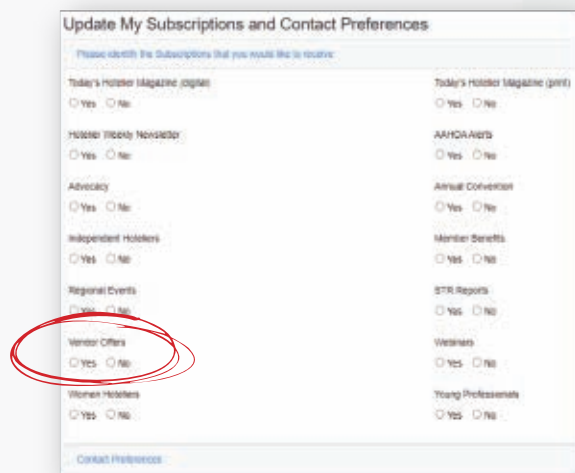 Update My Subscriptions and Contact Preferences
Please identify the Subscriptions that you would like to receive
Today's Hotelier Magazine (digital)
Yes No
Today's Hotelier Magazine (print)
Yes No
Hotelier Weekly Newsletter
Yes No
AAHOA Alerts
Yes No
Advocacy
Yes No
Annual Convention
Yes No
Independent Hoteliers
Yes No
Member Benefits
Yes No
Regional Events
Yes No
STR Reports
Yes No
Vendor Offers
Yes No
Webinars
Yes No
Women Hoteliers
Yes No
Young Professionals
Yes No
Contact Preferences